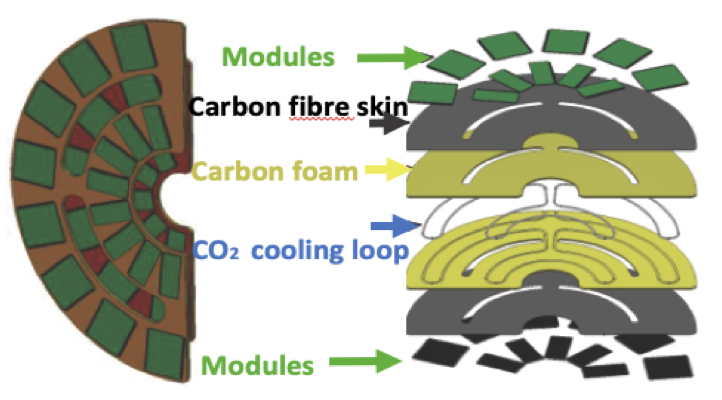 Modules
Carbon fibre skin
Carbon foam
CO₂ cooling loop
Modules